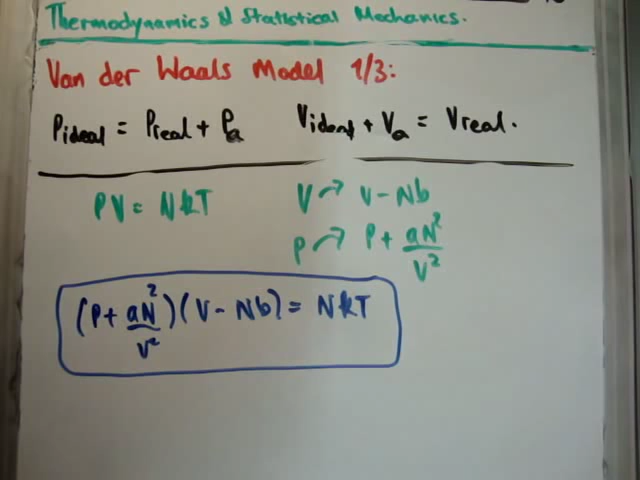 Thermodynamics & Statistical Mechanics.
Van der Waals Model 1/3:
Pideal = Preal + Pa Videal + Va = Vreal.
PV = NkT V → V - Nb
P → P + aN²/V²
(P + aN²/V²)(V - Nb) = NkT